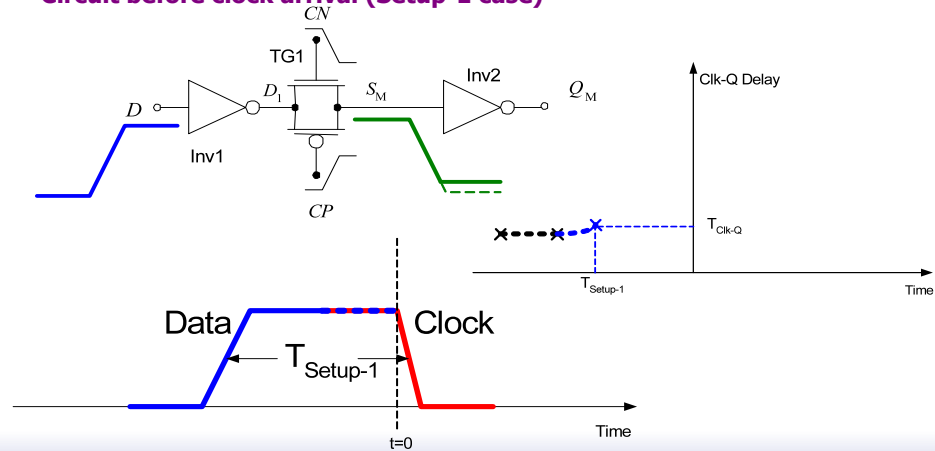 Circuit before clock arrival (Setup-1 case)
CN
TG1
Inv2
D
D1
SM
QM
Inv1
CP
Clk-Q Delay
TClk-Q
TSetup-1
Time
Data
Clock
TSetup-1
Time
t=0